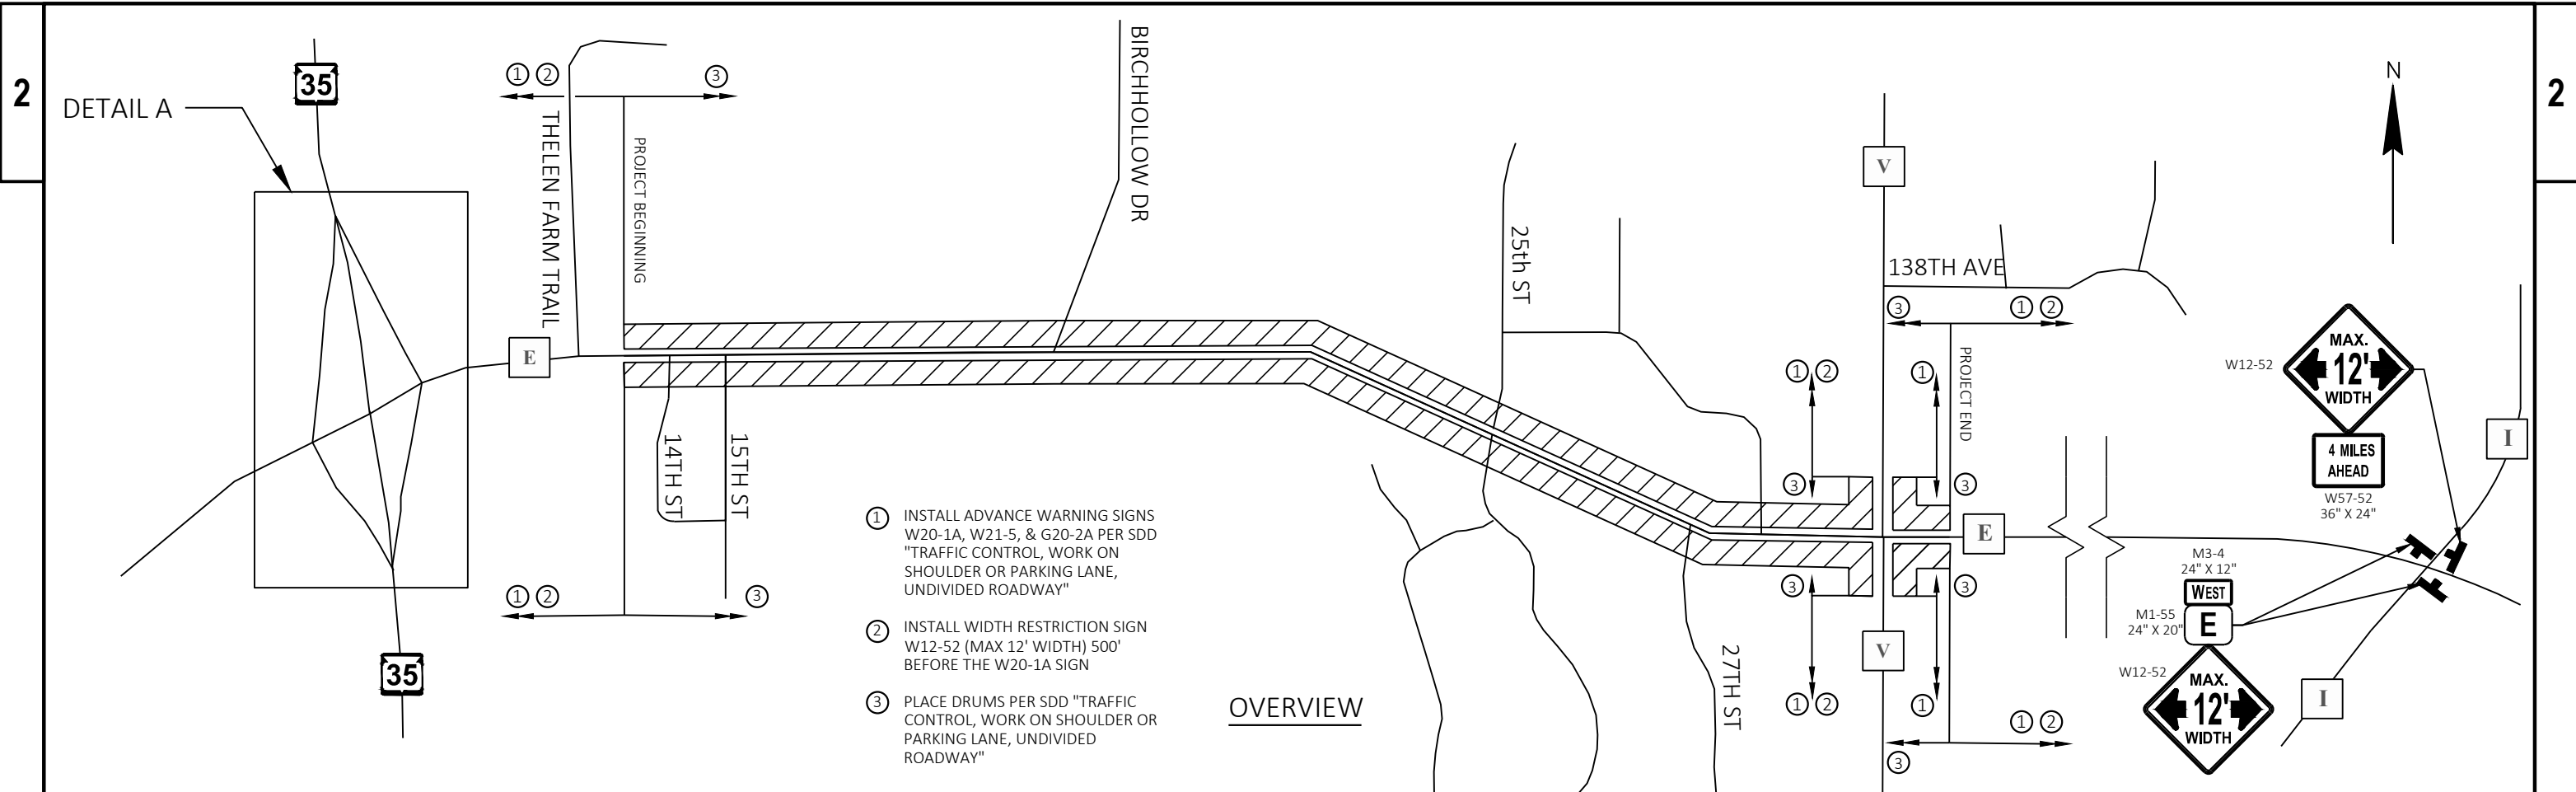 2
2
35
DETAIL A
1 2
3
THELEN FARM TRAIL
PROJECT BEGINNING
BIRCHHOLLOW DR
25th ST
V
138TH AVE
N
3
1 2
PROJECT END
1 2
1
W12-52
MAX.
12'
WIDTH
4 MILES
AHEAD
W57-52
36" X 24"
I
E
14TH ST
15TH ST
3
3
E
3
3
1 INSTALL ADVANCE WARNING SIGNS
W20-1A, W21-5, & G20-2A PER SDD
"TRAFFIC CONTROL, WORK ON
SHOULDER OR PARKING LANE,
UNDIVIDED ROADWAY"
2 INSTALL WIDTH RESTRICTION SIGN
W12-52 (MAX 12' WIDTH) 500'
BEFORE THE W20-1A SIGN
3 PLACE DRUMS PER SDD "TRAFFIC
CONTROL, WORK ON SHOULDER OR
PARKING LANE, UNDIVIDED
ROADWAY"
1 2
3
35
OVERVIEW
27TH ST
V
1 2
1
1 2
3
M3-4
24" X 12"
WEST
M1-55
24" X 20"
E
W12-52
MAX.
12'
WIDTH
I